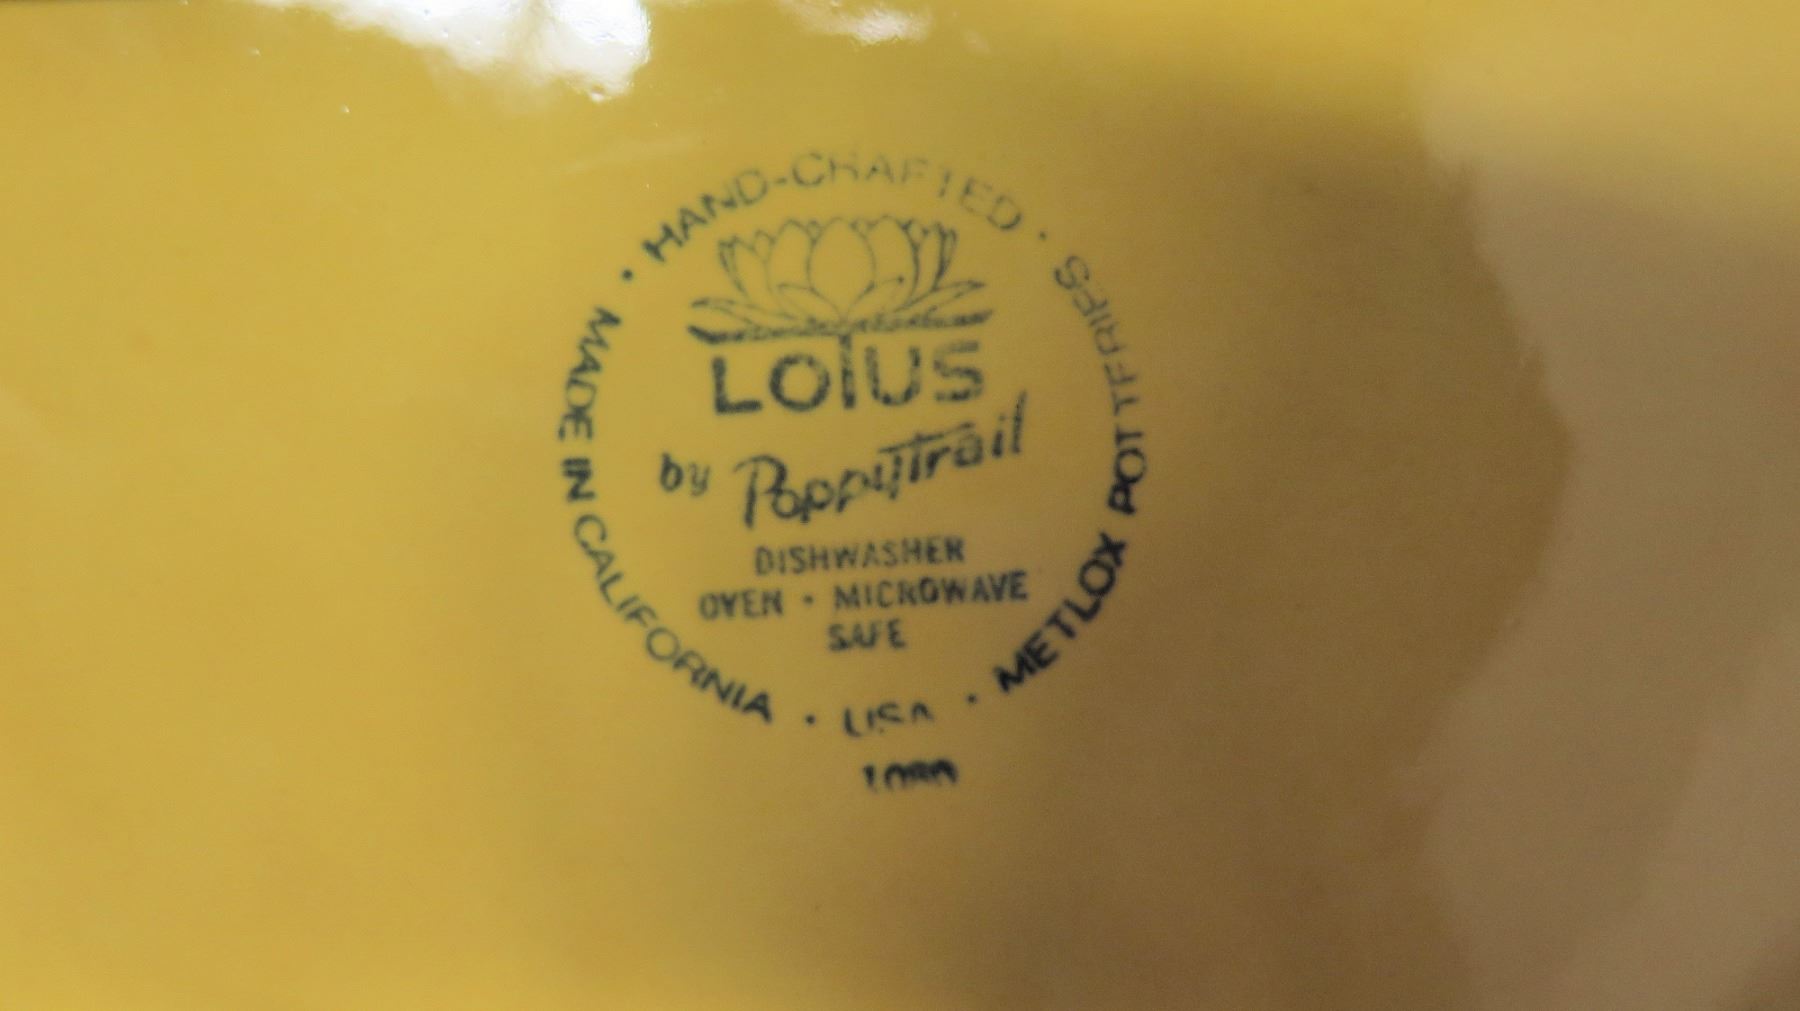 HAND-CRAFTED · METLOX POTTERIES · USA · MADE IN CALIFORNIA ·
LOTUS
by Poppytrail
DISHWASHER
OVEN · MICROWAVE
SAFE